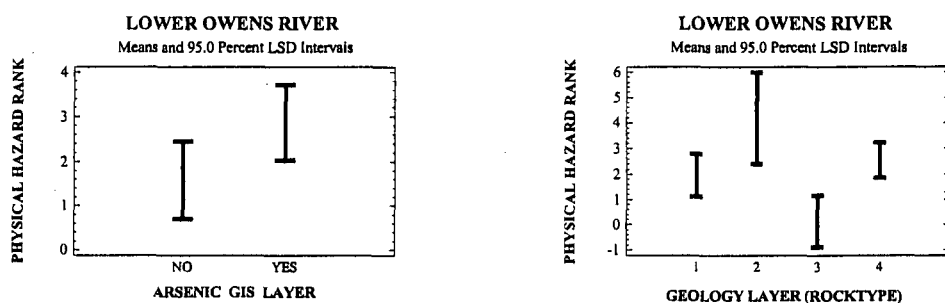 LOWER OWENS RIVER
Means and 95.0 Percent LSD Intervals
PHYSICAL HAZARD RANK
4
3
2
1
0
NO YES
ARSENIC GIS LAYER
LOWER OWENS RIVER
Means and 95.0 Percent LSD Intervals
PHYSICAL HAZARD RANK
6
5
4
3
2
1
0
-1
1 2 3 4
GEOLOGY LAYER (ROCKTYPE)